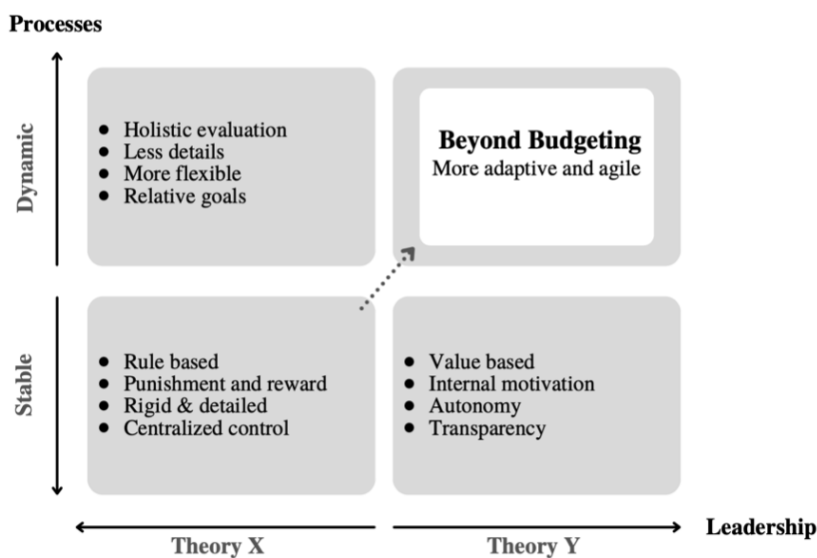 Processes
Dynamic
● Holistic evaluation
● Less details
● More flexible
● Relative goals
Beyond Budgeting
More adaptive and agile
Stable
● Rule based
● Punishment and reward
● Rigid & detailed
● Centralized control
● Value based
● Internal motivation
● Autonomy
● Transparency
Theory X
Theory Y
Leadership